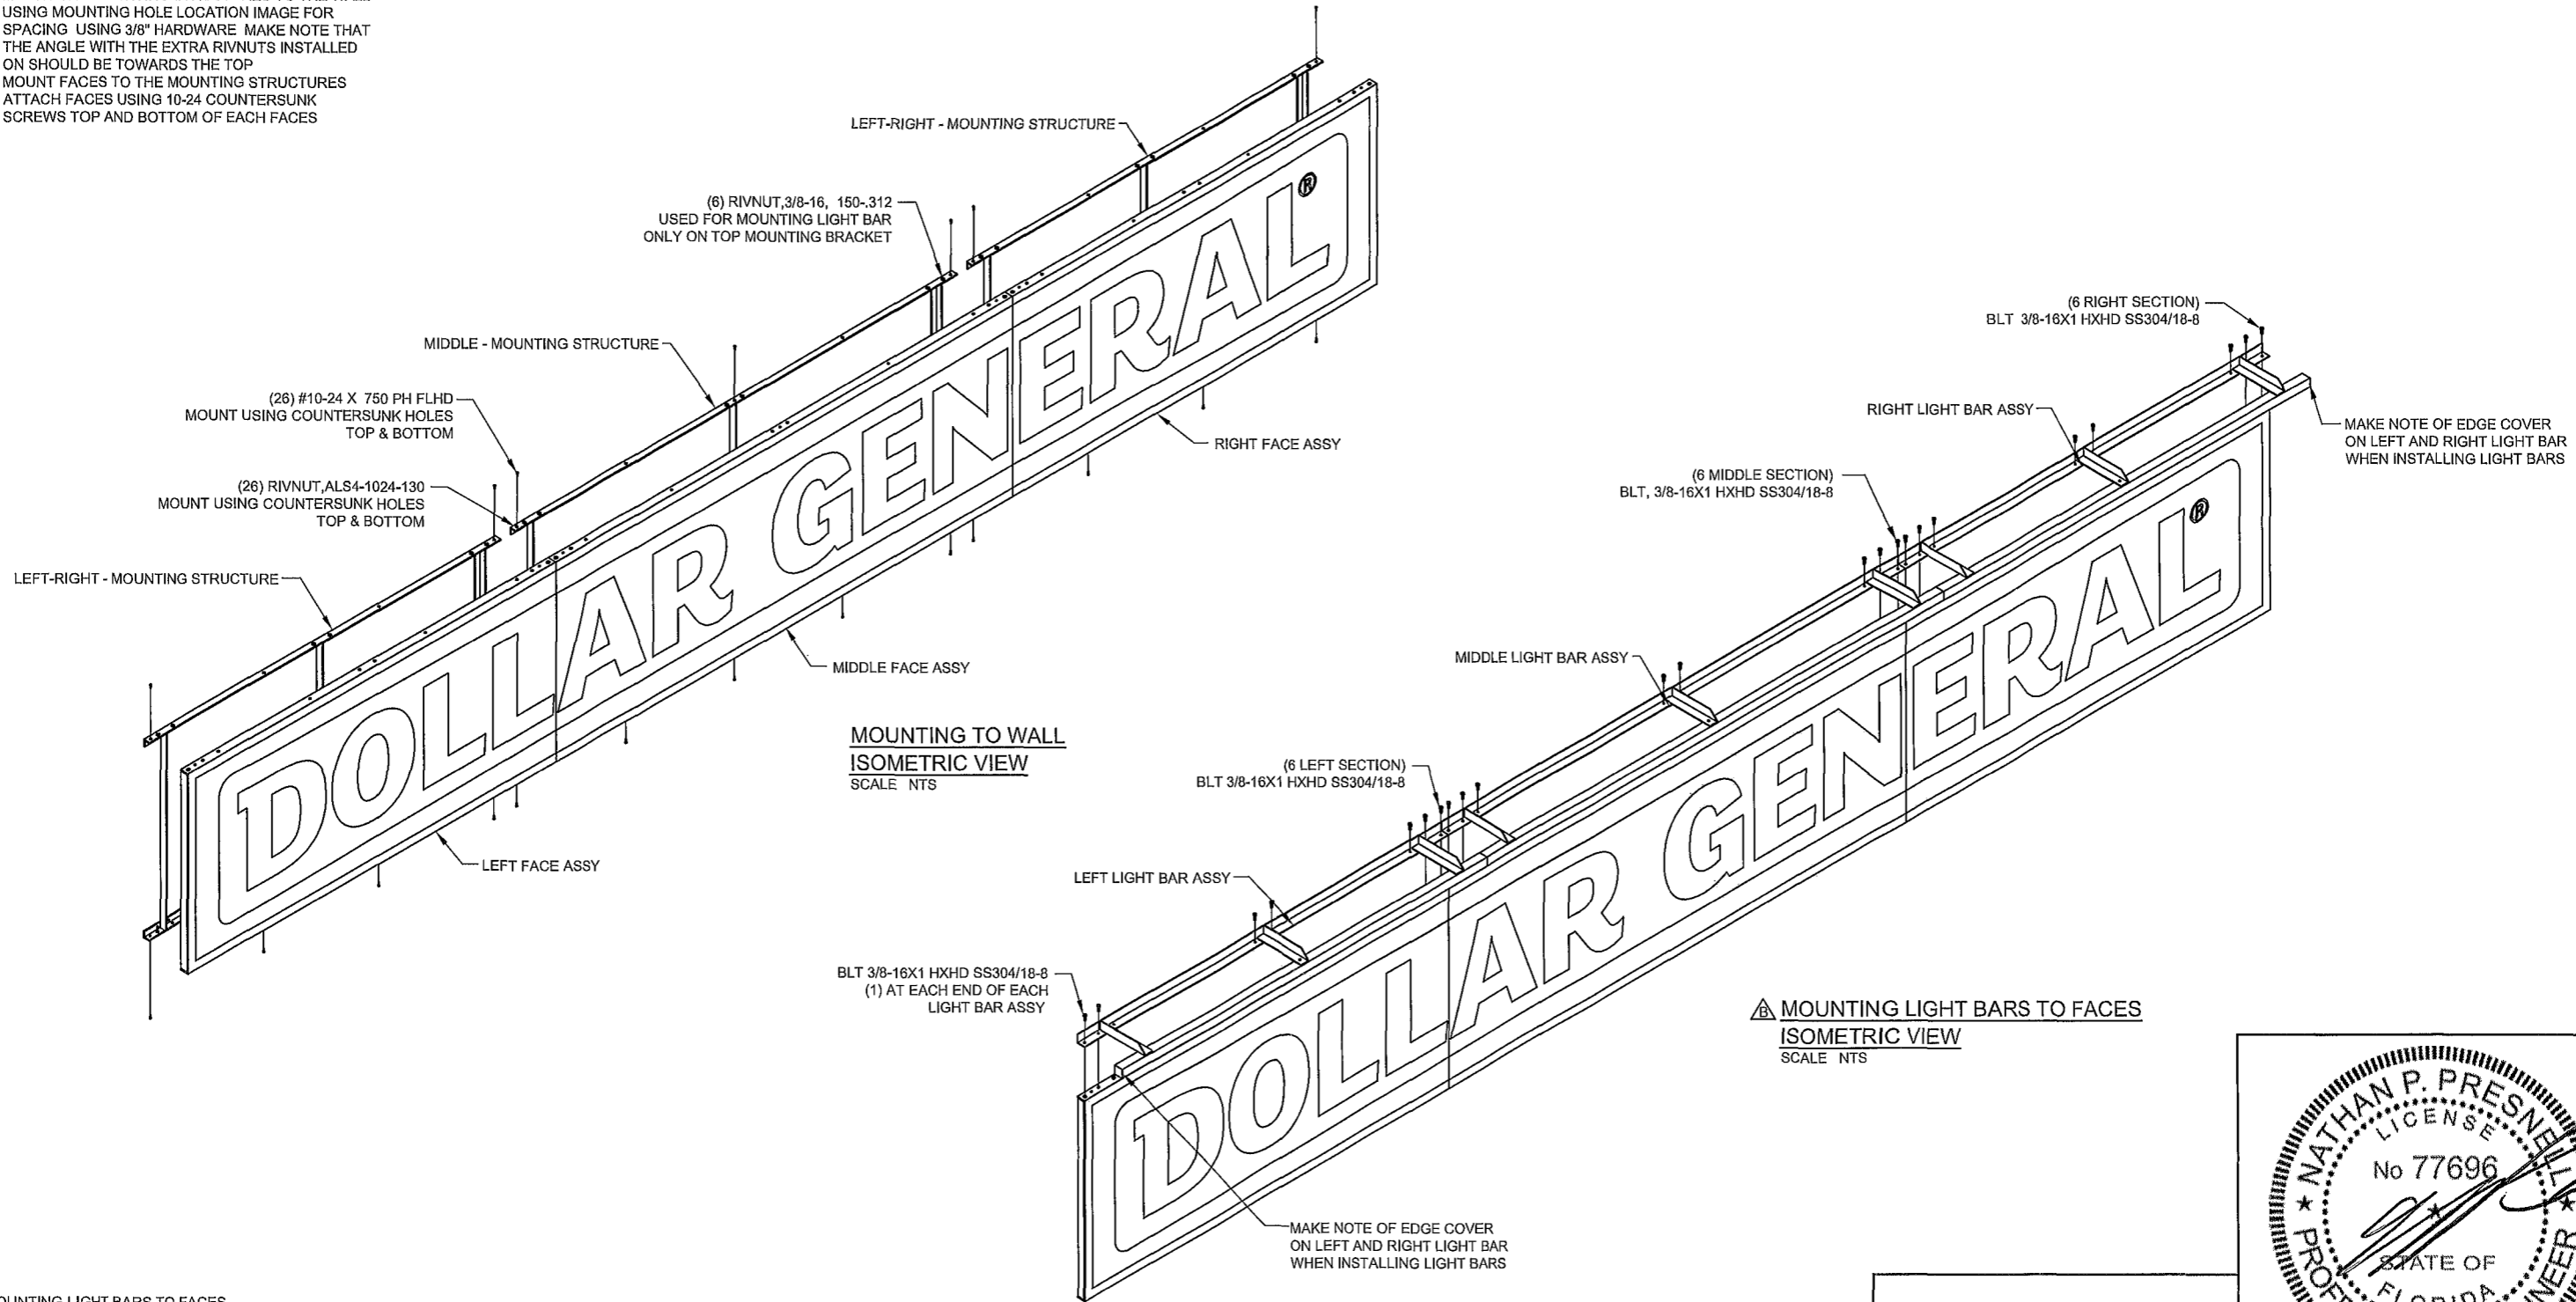 USING MOUNTING HOLE LOCATION IMAGE FOR
SPACING USING 3/8" HARDWARE MAKE NOTE THAT
THE ANGLE WITH THE EXTRA RIVNUTS INSTALLED
ON SHOULD BE TOWARDS THE TOP
MOUNT FACES TO THE MOUNTING STRUCTURES
ATTACH FACES USING 10-24 COUNTERSUNK
SCREWS TOP AND BOTTOM OF EACH FACES
LEFT-RIGHT - MOUNTING STRUCTURE
(6) RIVNUT,3/8-16, 150-.312
USED FOR MOUNTING LIGHT BAR
ONLY ON TOP MOUNTING BRACKET
MIDDLE - MOUNTING STRUCTURE
(26) #10-24 X 750 PH FLHD
MOUNT USING COUNTERSUNK HOLES
TOP & BOTTOM
(26) RIVNUT,ALS4-1024-130
MOUNT USING COUNTERSUNK HOLES
TOP & BOTTOM
LEFT-RIGHT - MOUNTING STRUCTURE
DOLLAR GENERAL®
RIGHT FACE ASSY
MIDDLE FACE ASSY
LEFT FACE ASSY
MOUNTING TO WALL
ISOMETRIC VIEW
SCALE NTS
(6 RIGHT SECTION)
BLT 3/8-16X1 HXHD SS304/18-8
RIGHT LIGHT BAR ASSY
MAKE NOTE OF EDGE COVER
ON LEFT AND RIGHT LIGHT BAR
WHEN INSTALLING LIGHT BARS
(6 MIDDLE SECTION)
BLT, 3/8-16X1 HXHD SS304/18-8
MIDDLE LIGHT BAR ASSY
(6 LEFT SECTION)
BLT 3/8-16X1 HXHD SS304/18-8
LEFT LIGHT BAR ASSY
BLT 3/8-16X1 HXHD SS304/18-8
(1) AT EACH END OF EACH
LIGHT BAR ASSY
DOLLAR GENERAL®
B MOUNTING LIGHT BARS TO FACES
ISOMETRIC VIEW
SCALE NTS
MAKE NOTE OF EDGE COVER
ON LEFT AND RIGHT LIGHT BAR
WHEN INSTALLING LIGHT BARS
NATHAN P. PRESNELL
LICENSE
No 77696
STATE OF
FLORIDA